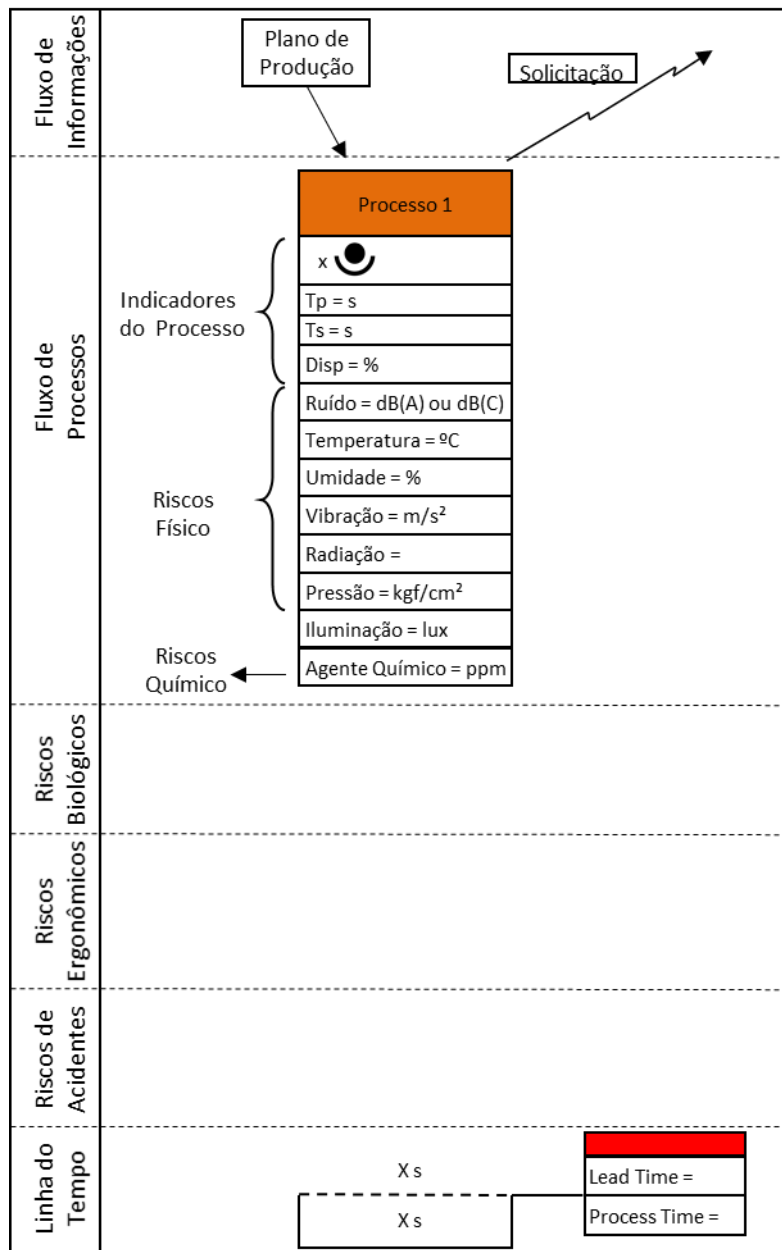 Fluxo de
Informações
Plano de
Produção
Solicitação
Fluxo de
Processos
Processo 1
Indicadores
do Processo
x
Tp = s
Ts = s
Disp = %
Riscos
Físico
Ruído = dB(A) ou dB(C)
Temperatura = ºC
Umidade = %
Vibração = m/s²
Radiação =
Pressão = kgf/cm²
Iluminação = lux
Riscos
Químico
Agente Químico = ppm
Riscos
Biológicos
Riscos
Ergonômicos
Riscos de
Acidentes
Linha do
Tempo
X s
X s
Lead Time =
Process Time =